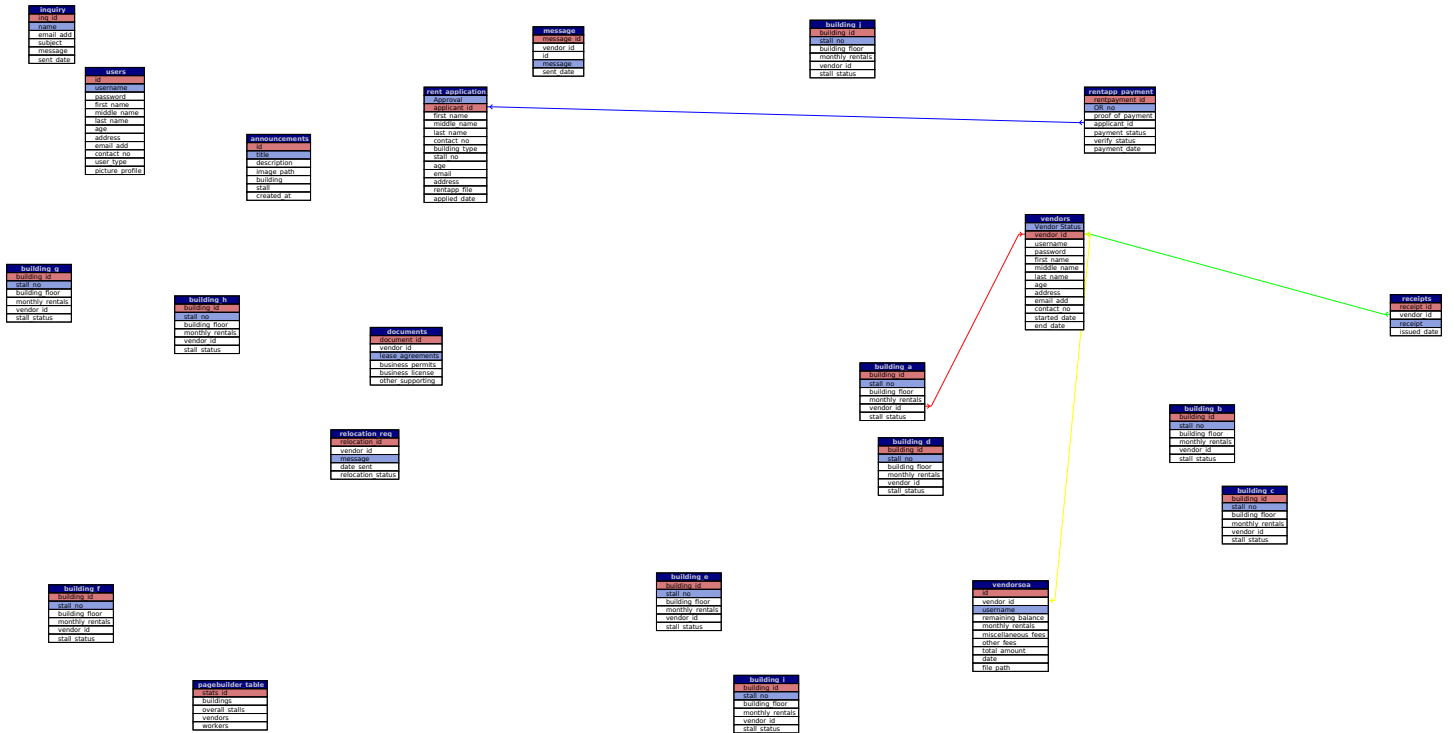 inquiry
inq_id
name
email_add
subject
message
sent_date
users
id
username
password
first_name
middle_name
last_name
age
address
email_add
contact_no
user_type
picture_profile
announcements
id
title
description
image_path
building
stall
created_at
rent_application
Approval
applicant_id
first_name
middle_name
last_name
contact_no
building_type
stall_no
age
email
address
rentapp_file
applied_date
message
message_id
vendor_id
id
message
sent_date
building_j
building_id
stall_no
building_floor
monthly_rentals
vendor_id
stall_status
rentapp_payment
rentpayment_id
OR_no
proof_of_payment
applicant_id
payment_status
verify_status
payment_date
vendors
Vendor_Status
vendor_id
username
password
first_name
middle_name
last_name
age
address
email_add
contact_no
started_date
end_date
receipts
receipt_id
vendor_id
receipt
issued_date
building_g
building_id
stall_no
building_floor
monthly_rentals
vendor_id
stall_status
building_h
building_id
stall_no
building_floor
monthly_rentals
vendor_id
stall_status
documents
document_id
vendor_id
lease_agreements
business_permits
business_license
other_supporting
building_a
building_id
stall_no
building_floor
monthly_rentals
vendor_id
stall_status
building_b
building_id
stall_no
building_floor
monthly_rentals
vendor_id
stall_status
relocation_req
relocation_id
vendor_id
message
date_sent
relocation_status
building_d
building_id
stall_no
building_floor
monthly_rentals
vendor_id
stall_status
building_c
building_id
stall_no
building_floor
monthly_rentals
vendor_id
stall_status
building_f
building_id
stall_no
building_floor
monthly_rentals
vendor_id
stall_status
building_e
building_id
stall_no
building_floor
monthly_rentals
vendor_id
stall_status
vendorsoa
id
vendor_id
username
remaining_balance
monthly_rentals
miscellaneous_fees
other_fees
total_amount
date
file_path
pagebuilder_table
stats_id
buildings
overall_stalls
vendors
workers
building_i
building_id
stall_no
building_floor
monthly_rentals
vendor_id
stall_status